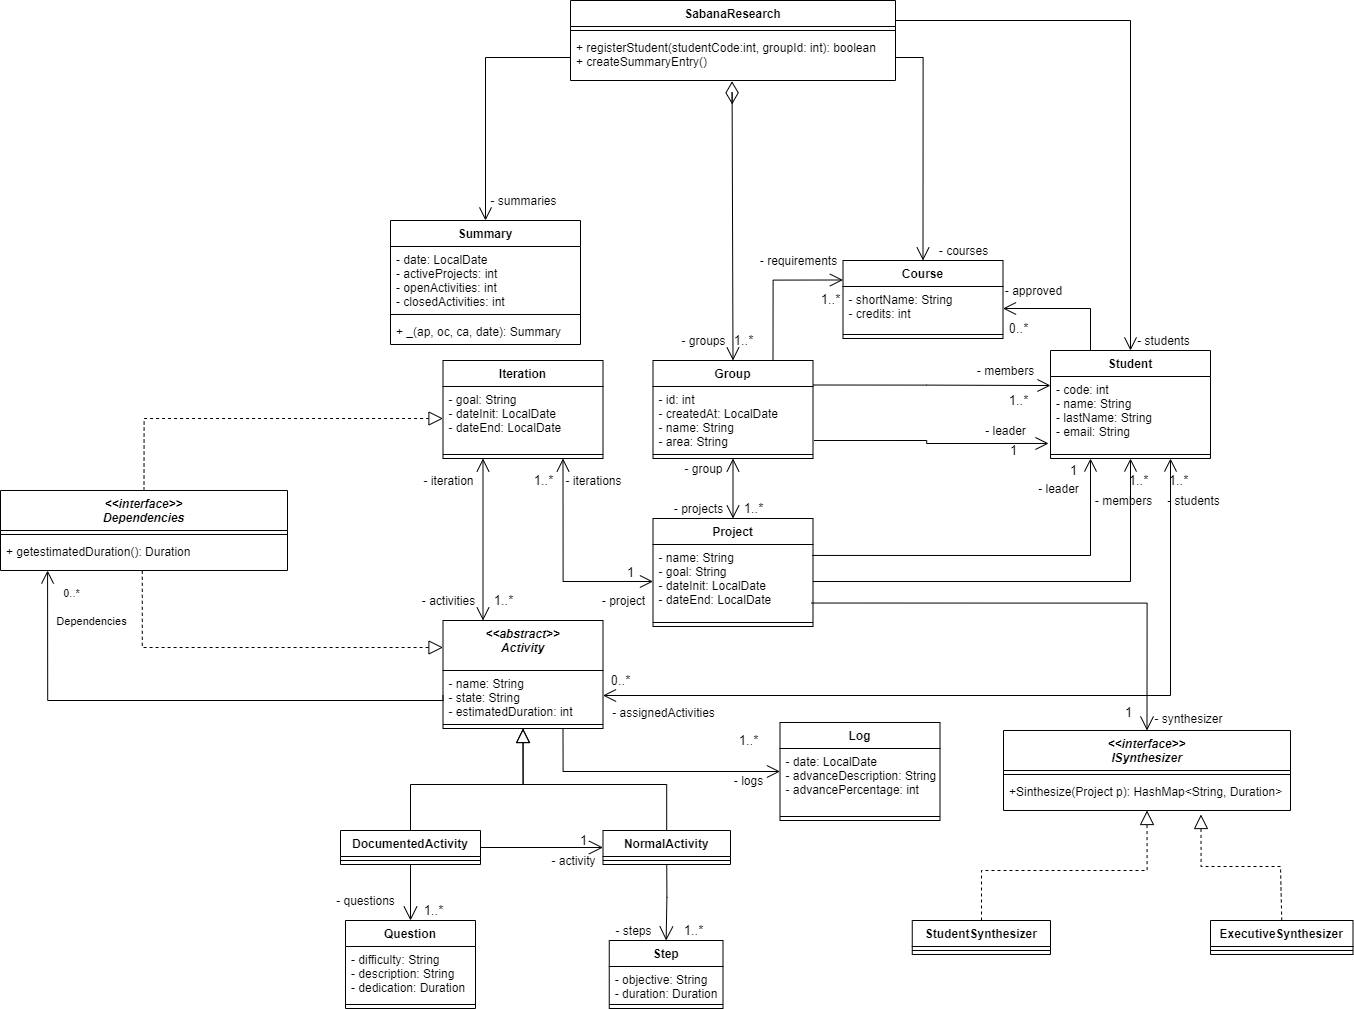 SabanaResearch
+ registerStudent(studentCode:int, groupId: int): boolean
+ createSummaryEntry()
- summaries
Summary
- date: LocalDate
- activeProjects: int
- openActivities: int
- closedActivities: int
+ _(ap, oc, ca, date): Summary
- courses
- requirements
1..*
Course
- shortName: String
- credits: int
- approved
0..*
- groups
1..*
- students
Iteration
- goal: String
- dateInit: LocalDate
- dateEnd: LocalDate
Group
- id: int
- createdAt: LocalDate
- name: String
- area: String
- members
1..*
- leader
1
Student
- code: int
- name: String
- lastName: String
- email: String
- iteration
1..*
- iterations
- group
1
- leader
1..*
- members
1..*
- students
<<interface>>
Dependencies
+ getestimatedDuration(): Duration
- projects
1..*
Project
- name: String
- goal: String
- dateInit: LocalDate
- dateEnd: LocalDate
1
- project
0..*
Dependencies
- activities
1..*
<<abstract>>
Activity
- name: String
- state: String
- estimatedDuration: int
0..*
- assignedActivities
1
- synthesizer
1..*
- logs
Log
- date: LocalDate
- advanceDescription: String
- advancePercentage: int
<<interface>>
ISynthesizer
+Sinthesize(Project p): HashMap<String, Duration>
DocumentedActivity
1
- activity
NormalActivity
- questions
1..*
- steps
1..*
Question
- difficulty: String
- description: String
- dedication: Duration
Step
- objective: String
- duration: Duration
StudentSynthesizer
ExecutiveSynthesizer